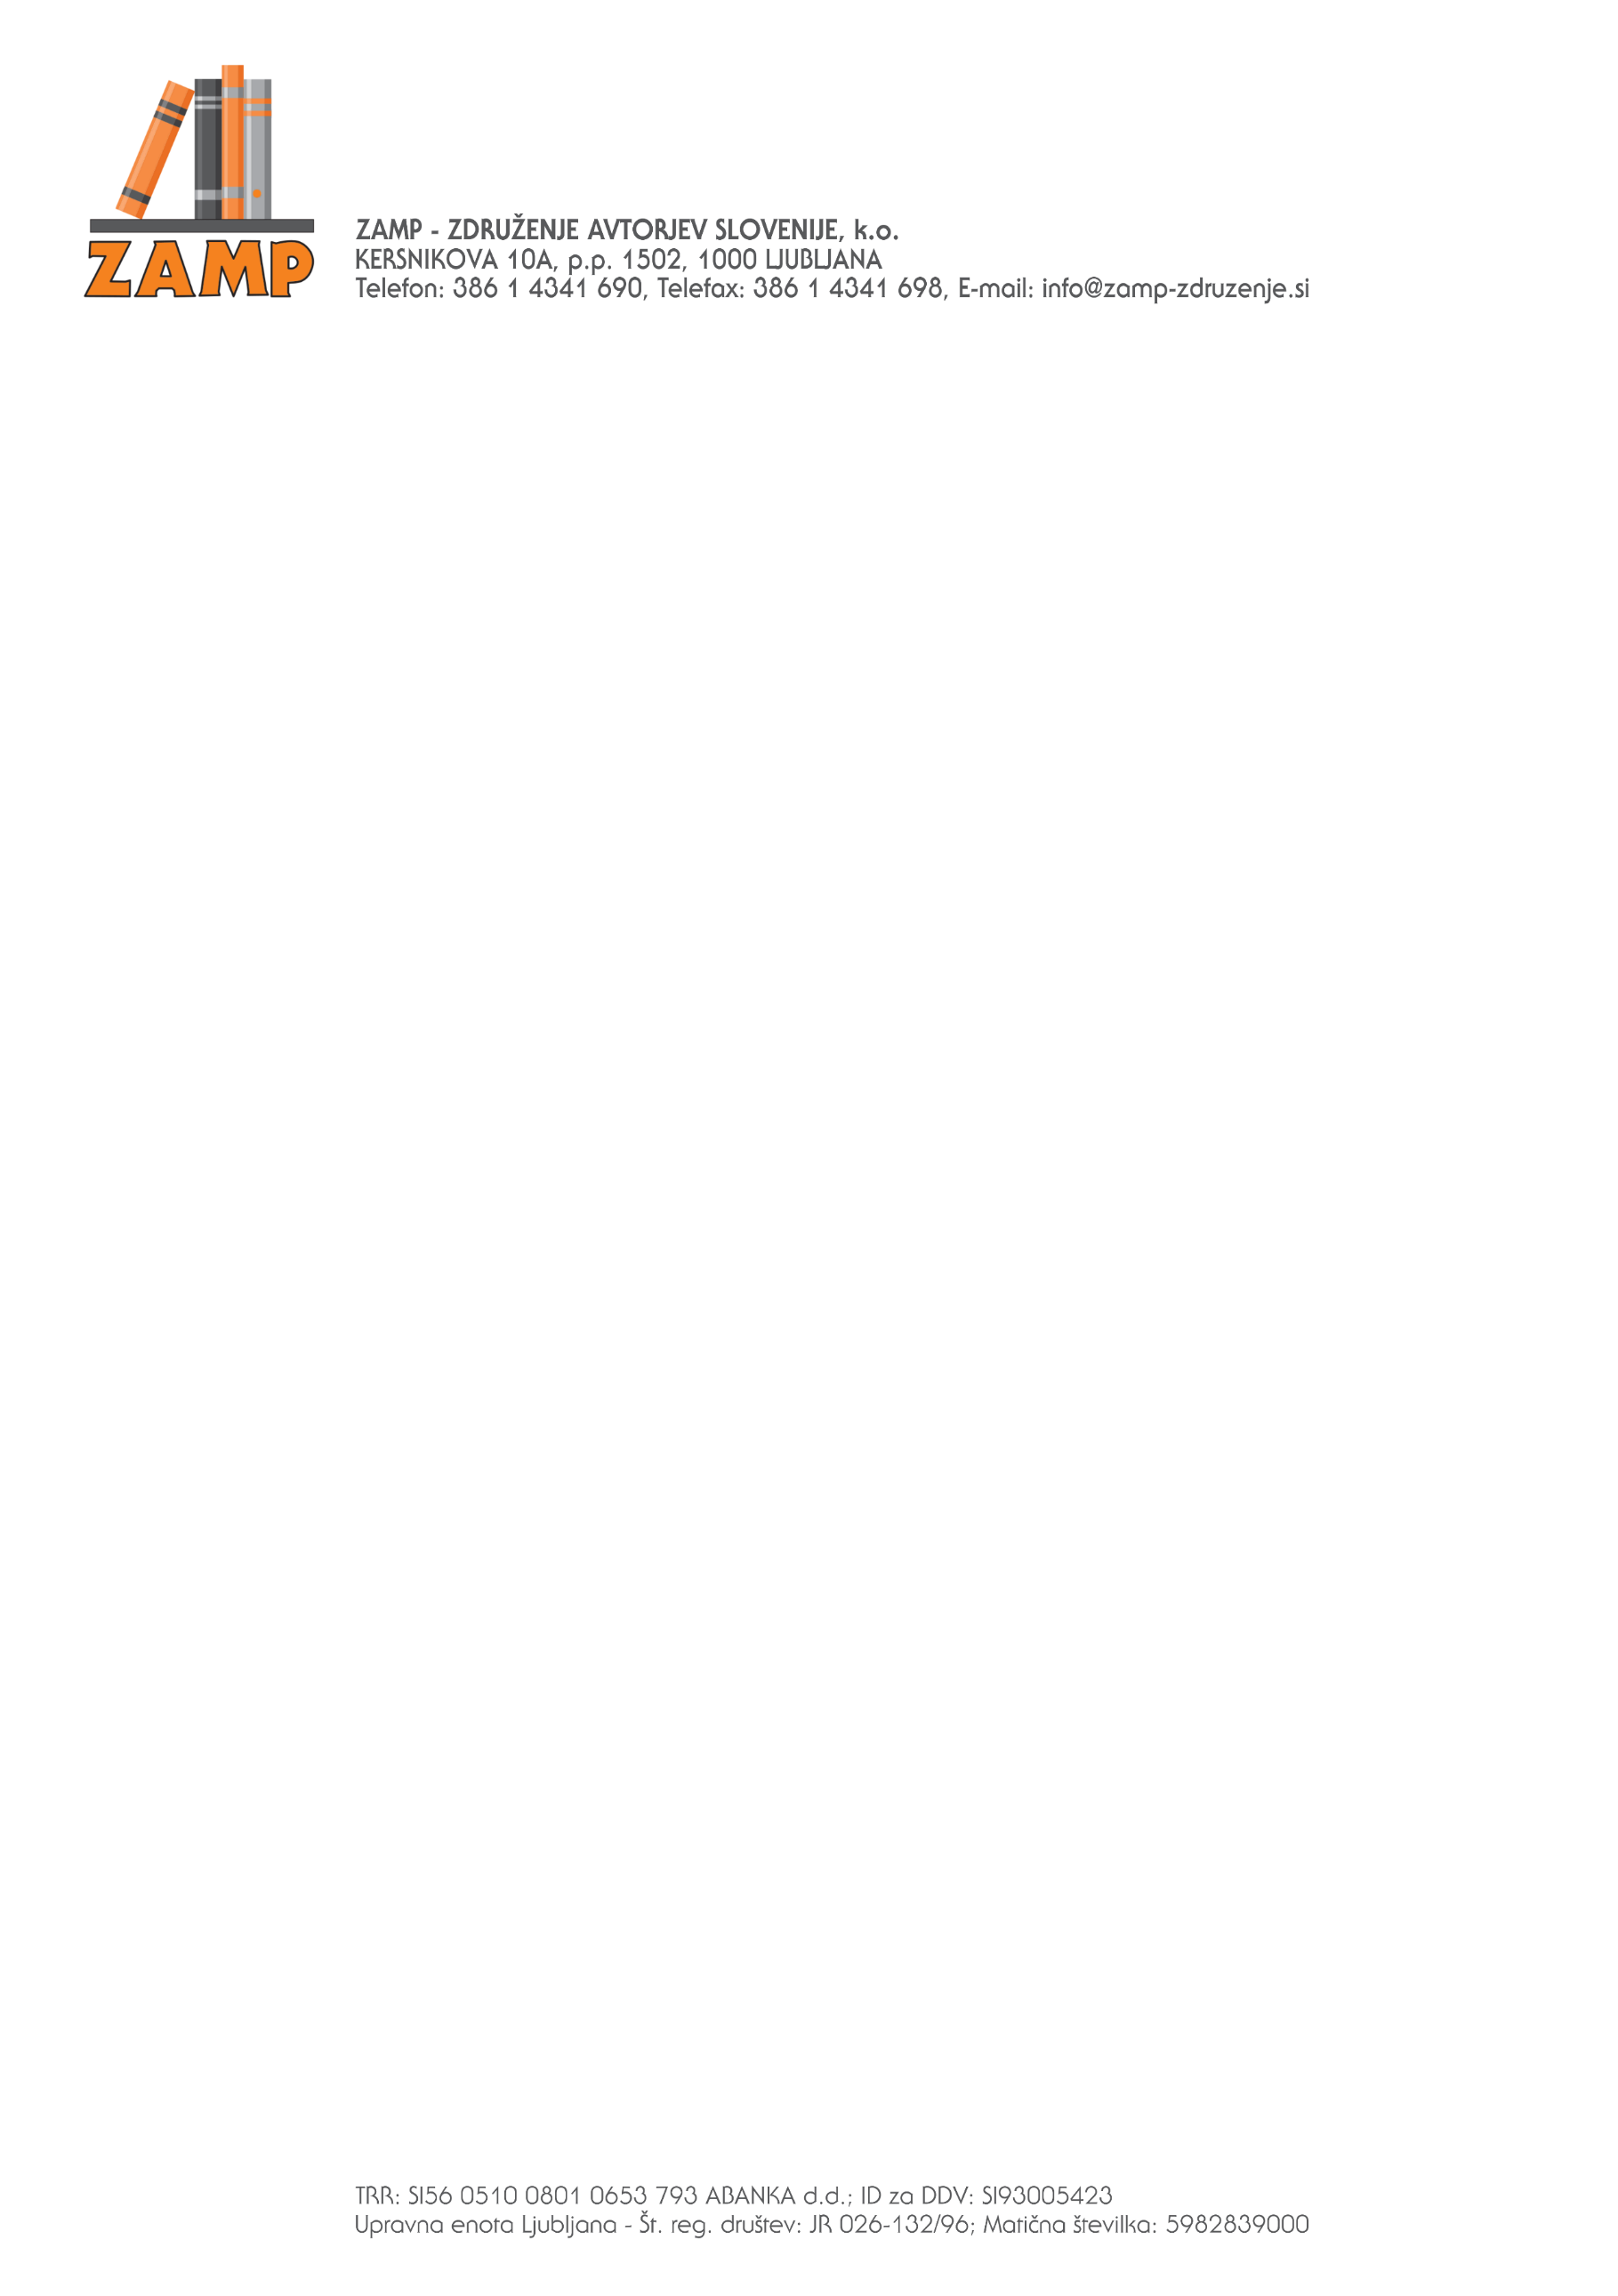 ZAMP
ZAMP - ZDRUŽENJE AVTORJEV SLOVENIJE, k.o.
KERSNIKOVA 10A, p.p. 1502, 1000 LJUBLJANA
Telefon: 386 1 4341 690, Telefax: 386 1 4341 698, E-mail: info@zamp-zdruzenje.si
TRR: SI56 0510 0801 0653 793 ABANKA d.d.; ID za DDV: SI93005423
Upravna enota Ljubljana - Št. reg. društev: JR 026-132/96; Matična številka: 5982839000